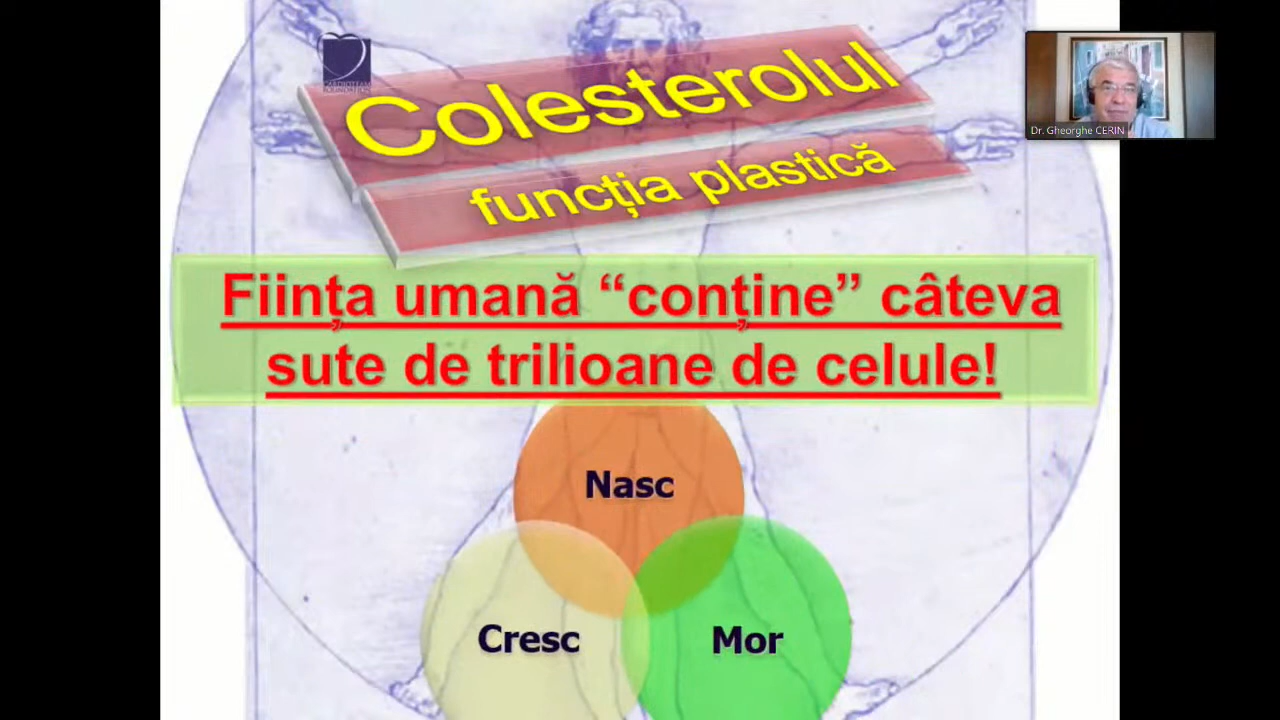 Colesterolul
funcția plastică
Dr. Gheorghe CERIN
Ființa umană “conține” câteva
sute de trilioane de celule!
Nasc
Cresc
Mor